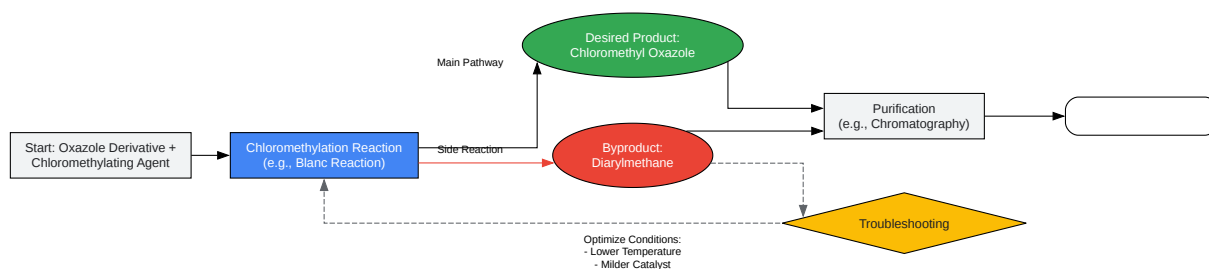 Desired Product:
Chloromethyl Oxazole
Main Pathway
Purification
(e.g., Chromatography)
Start: Oxazole Derivative +
Chloromethylating Agent
Chloromethylation Reaction
(e.g., Blanc Reaction)
Side Reaction
Byproduct:
Diarylmethane
Troubleshooting
Optimize Conditions:
- Lower Temperature
- Milder Catalyst